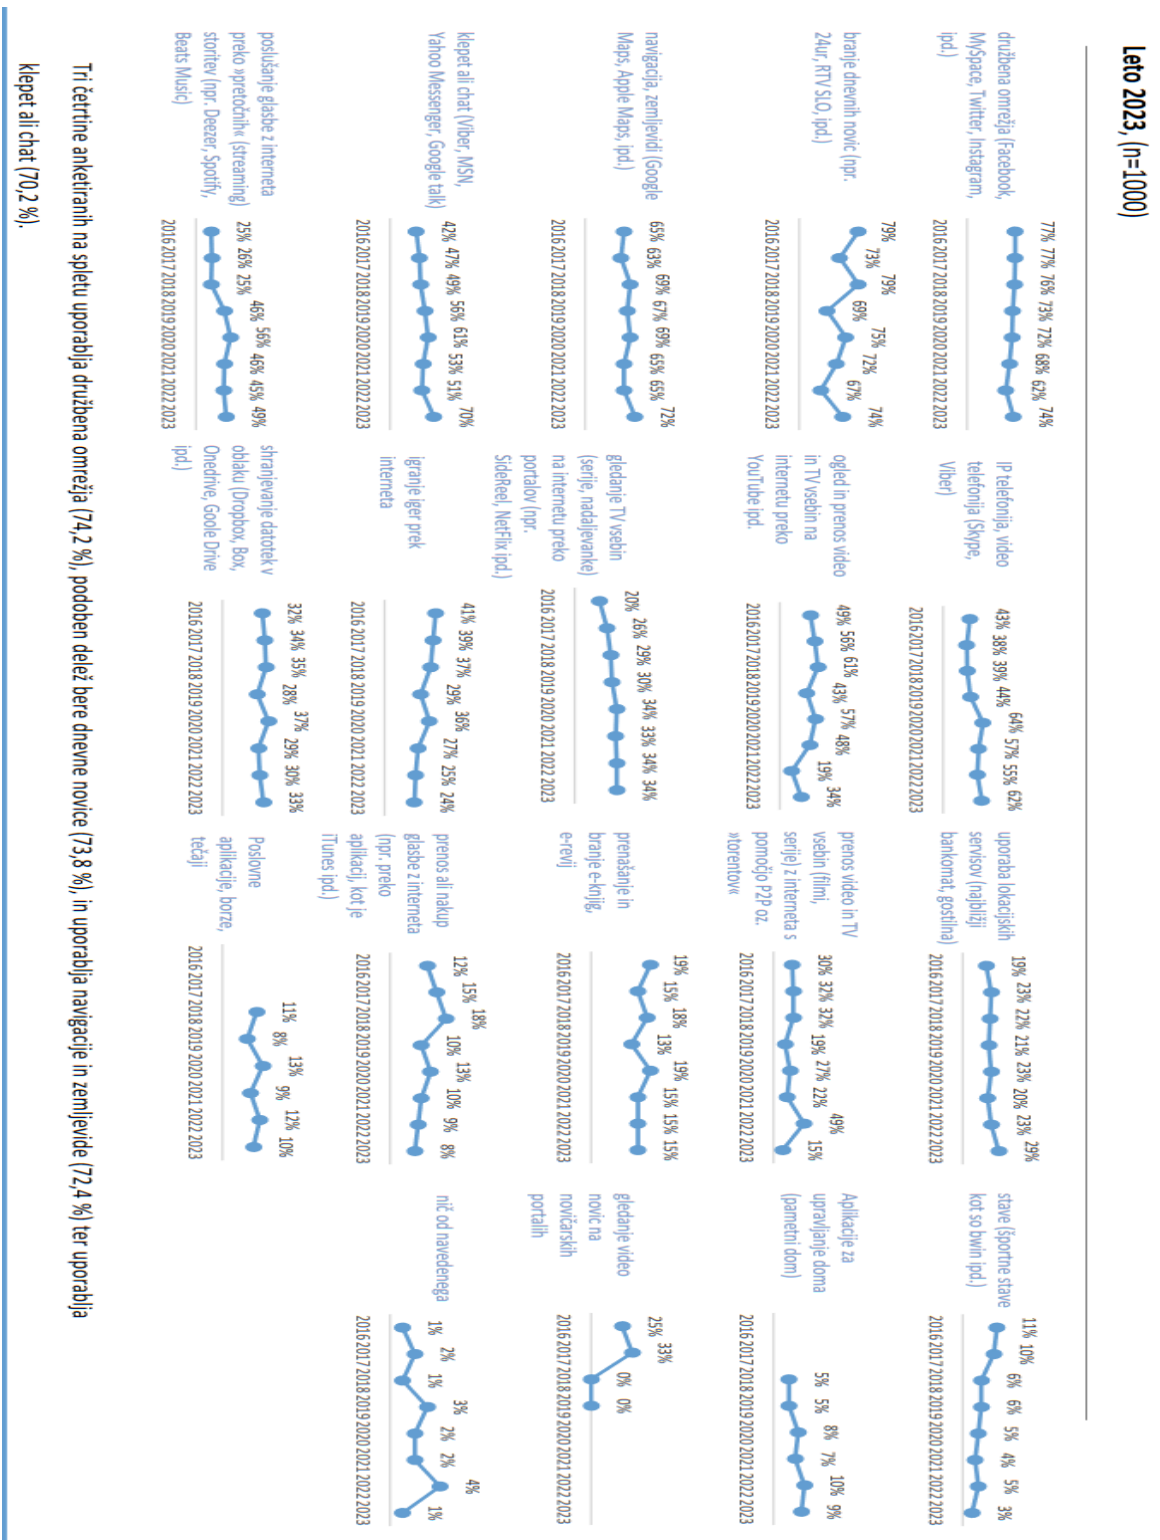 Leto 2023, (n=1000)
družbena omrežja (Facebook,
MySpace, Twitter, Instagram,
ipd.)
77% 77% 76% 73% 72% 68% 62% 74%
2016 2017 2018 2019 2020 2021 2022 2023
IP telefonija, video
telefonija (Skype,
Viber)
43% 38% 39% 44% 64% 57% 55% 62%
2016 2017 2018 2019 2020 2021 2022 2023
uporaba lokacijskih
servisov (najbližji
bankomat, gostilna)
19% 23% 22% 21% 23% 20% 23% 29%
2016 2017 2018 2019 2020 2021 2022 2023
stave (športne stave
kot so bwin ipd.)
11% 10% 6% 6% 5% 4% 5% 3%
2016 2017 2018 2019 2020 2021 2022 2023
branje dnevnih novic (npr.
24ur, RTV SLO, ipd.)
79% 73% 79% 69% 75% 72% 67% 74%
2016 2017 2018 2019 2020 2021 2022 2023
ogled in prenos video
in TV vsebin na
internetu preko
YouTube ipd.
49% 56% 61% 43% 57% 48% 19% 34%
2016 2017 2018 2019 2020 2021 2022 2023
prenos video in TV
vsebin (filmi,
serije) z interneta s
pomočjo P2P oz.
»torentov«
30% 32% 32% 19% 27% 22% 49% 15%
2016 2017 2018 2019 2020 2021 2022 2023
Aplikacije za
upravljanje doma
(pametni dom)
5% 5% 8% 7% 10% 9%
2016 2017 2018 2019 2020 2021 2022 2023
navigacija, zemljevidi (Google
Maps, Apple Maps, ipd.)
65% 63% 69% 67% 69% 65% 65% 72%
2016 2017 2018 2019 2020 2021 2022 2023
gledanje TV vsebin
(serije, nadaljevanke)
na internetu preko
portalov (npr.
SideReel, NetFlix ipd.)
20% 26% 29% 30% 34% 33% 34% 34%
2016 2017 2018 2019 2020 2021 2022 2023
prenašanje in
branje e-knjig,
e-revij
19% 15% 18% 13% 19% 15% 15% 15%
2016 2017 2018 2019 2020 2021 2022 2023
gledanje video
novic na
novičarskih
portalih
25% 33% 0% 0%
2016 2017 2018 2019 2020 2021 2022 2023
klepet ali chat (Viber, MSN,
Yahoo Messenger, Google talk)
42% 47% 49% 56% 61% 53% 51% 70%
2016 2017 2018 2019 2020 2021 2022 2023
igranje iger prek
interneta
41% 39% 37% 29% 36% 27% 25% 24%
2016 2017 2018 2019 2020 2021 2022 2023
prenos ali nakup
glasbe z interneta
(npr. preko
aplikacij, kot je
iTunes ipd.)
12% 15% 18% 10% 13% 10% 9% 8%
2016 2017 2018 2019 2020 2021 2022 2023
nič od navedenega
1% 2% 1% 3% 2% 2% 4% 1%
2016 2017 2018 2019 2020 2021 2022 2023
poslušanje glasbe z interneta
preko »pretočnih« (streaming)
storitev (npr. Deezer, Spotify,
Beats Music)
25% 26% 25% 46% 56% 46% 45% 49%
2016 2017 2018 2019 2020 2021 2022 2023
shranjevanje datotek v
oblaku (Dropbox, Box,
Onedrive, Goole Drive
ipd.)
32% 34% 35% 28% 37% 29% 30% 33%
2016 2017 2018 2019 2020 2021 2022 2023
Poslovne
aplikacije, borze,
tečaji
11% 8% 13% 9% 12% 10%
2016 2017 2018 2019 2020 2021 2022 2023
Tri četrtine anketiranih na spletu uporablja družbena omrežja (74,2 %), podoben delež bere dnevne novice (73,8 %), in uporablja navigacije in zemljevide (72,4 %) ter uporablja
klepet ali chat (70,2 %).